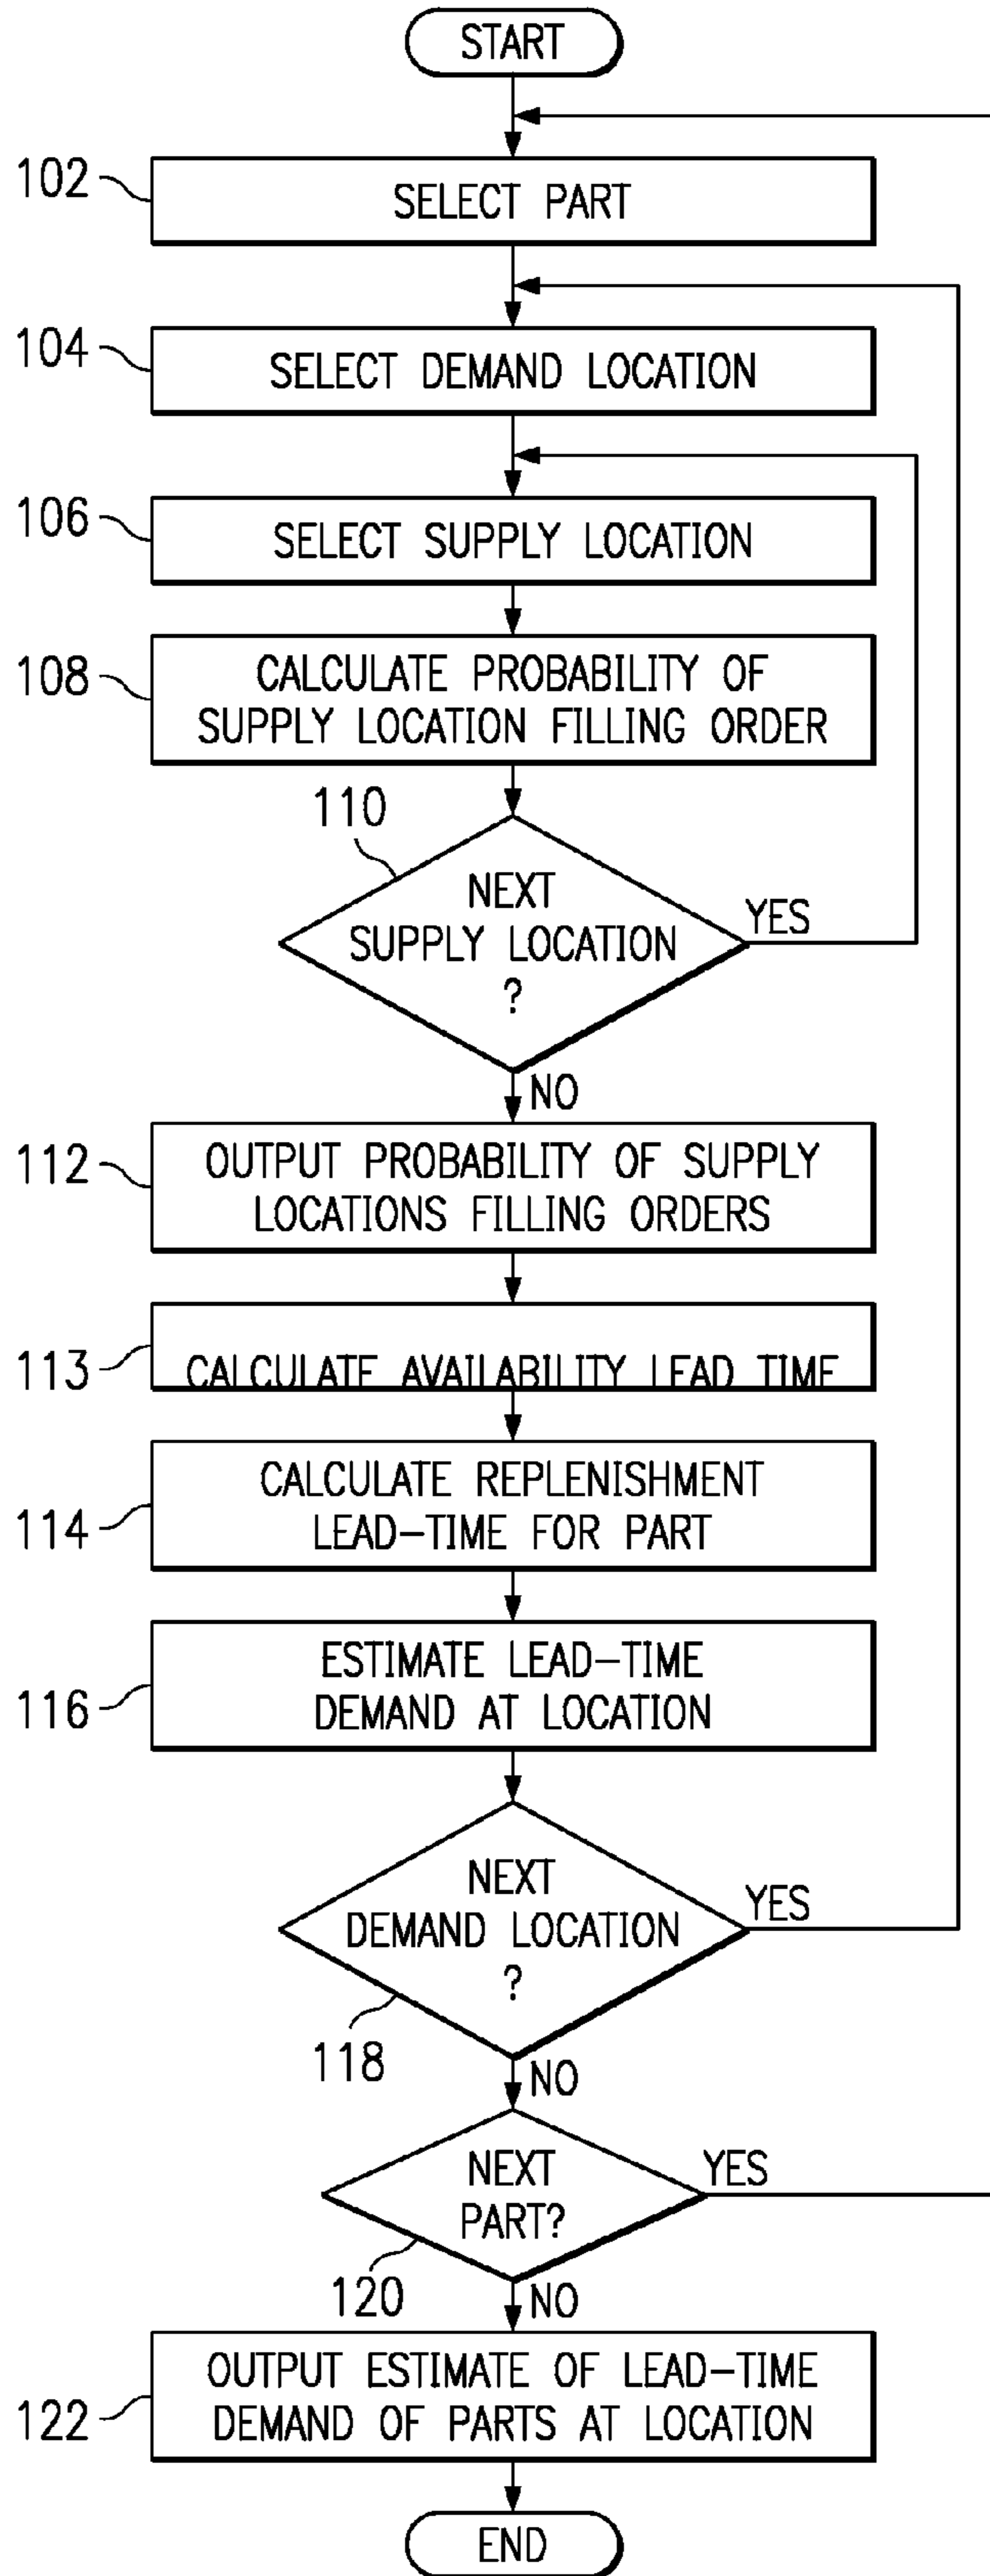 START
102
SELECT PART
104
SELECT DEMAND LOCATION
106
SELECT SUPPLY LOCATION
108
CALCULATE PROBABILITY OF
SUPPLY LOCATION FILLING ORDER
110
NEXT
SUPPLY LOCATION
?
YES
NO
112
OUTPUT PROBABILITY OF SUPPLY
LOCATIONS FILLING ORDERS
113
CALCULATE AVAILABILITY LEAD TIME
114
CALCULATE REPLENISHMENT
LEAD-TIME FOR PART
116
ESTIMATE LEAD-TIME
DEMAND AT LOCATION
NEXT
DEMAND LOCATION
?
YES
118
NO
NEXT
PART?
YES
120
NO
122
OUTPUT ESTIMATE OF LEAD-TIME
DEMAND OF PARTS AT LOCATION
END